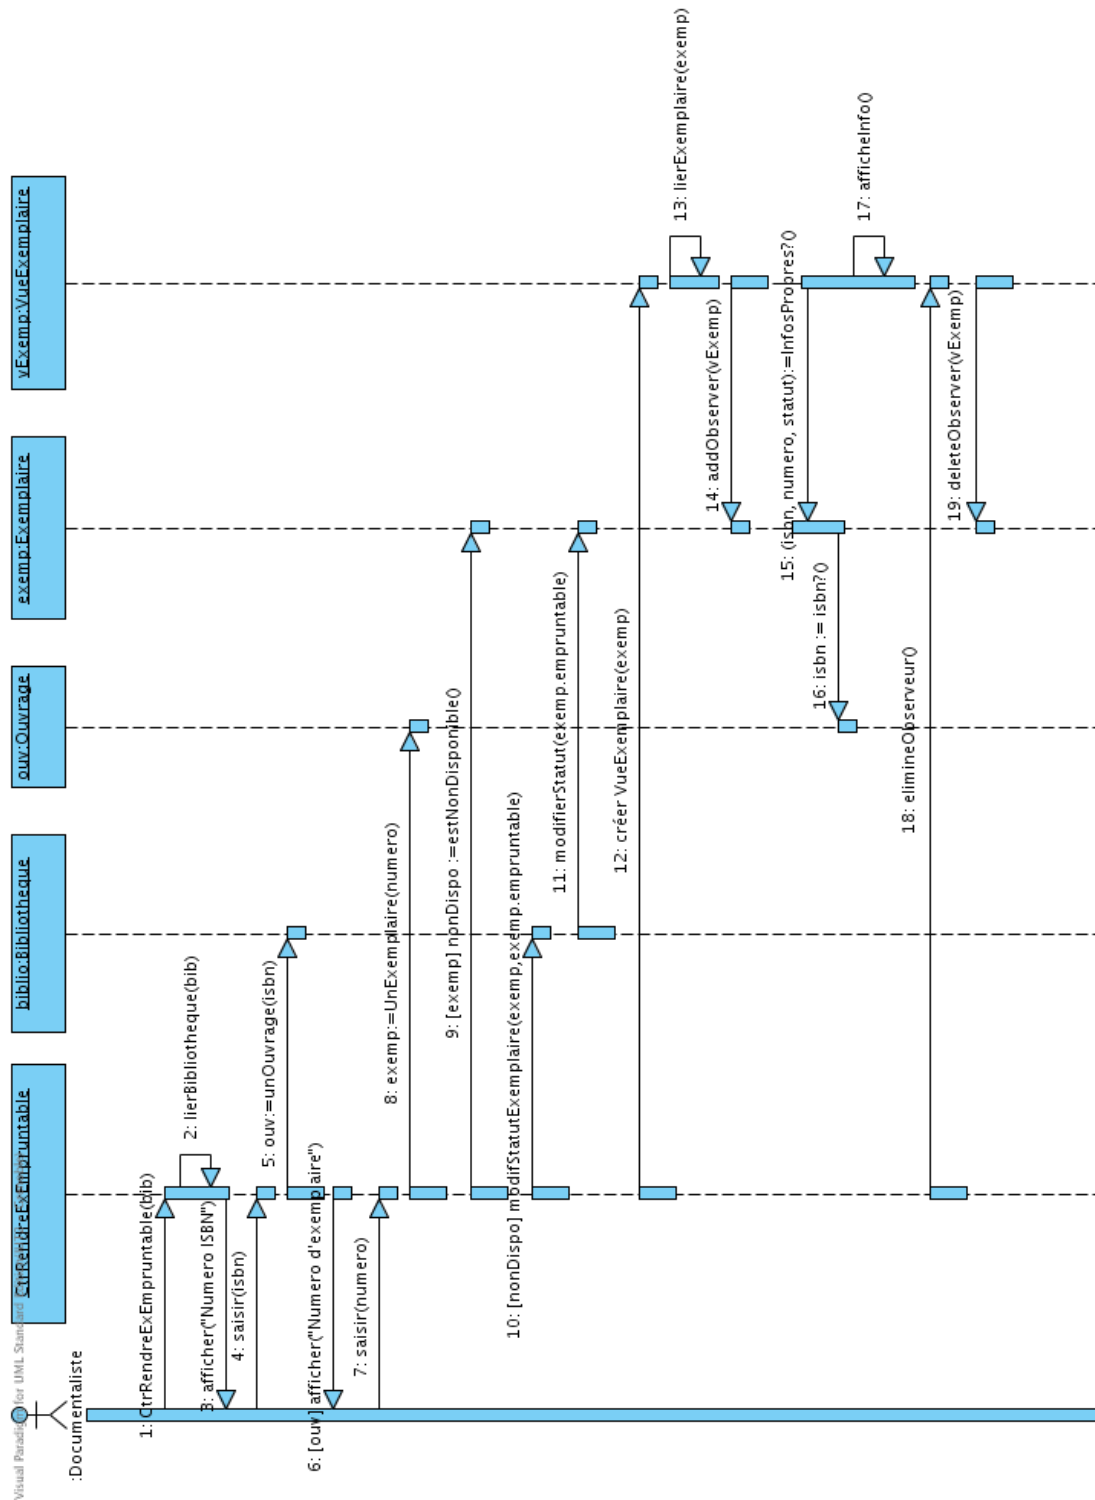 Visual Paradigm for UML Standard
:Documentaliste
CtrRendreExEmpruntable
biblio:Bibliotheque
ouv:Ouvrage
exemp:Exemplaire
vExemp:VueExemplaire
1: CtrRendreExEmpruntable(bib)
2: lierBibliotheque(bib)
3: afficher("Numero ISBN")
4: saisir(isbn)
5: ouv:=unOuvrage(isbn)
6: [ouv] afficher("Numero d'exemplaire")
7: saisir(numero)
8: exemp:=UnExemplaire(numero)
9: [exemp] nonDispo :=estNonDisponible()
10: [nonDispo] modifStatutExemplaire(exemp,exemp.empruntable)
11: modifierStatut(exemp.empruntable)
12: créer VueExemplaire(exemp)
13: lierExemplaire(exemp)
14: addObserver(vExemp)
15: (isbn, numero, statut):=InfosPropres?()
16: isbn := isbn?()
17: afficheInfo()
18: elimineObserveur()
19: deleteObserver(vExemp)